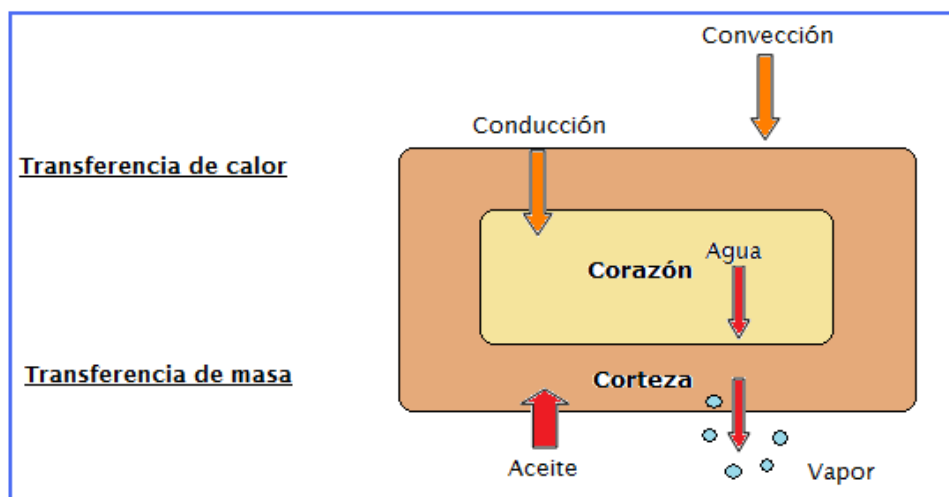 Convección
Conducción
Transferencia de calor
Agua
Corazón
Transferencia de masa
Corteza
Aceite
Vapor